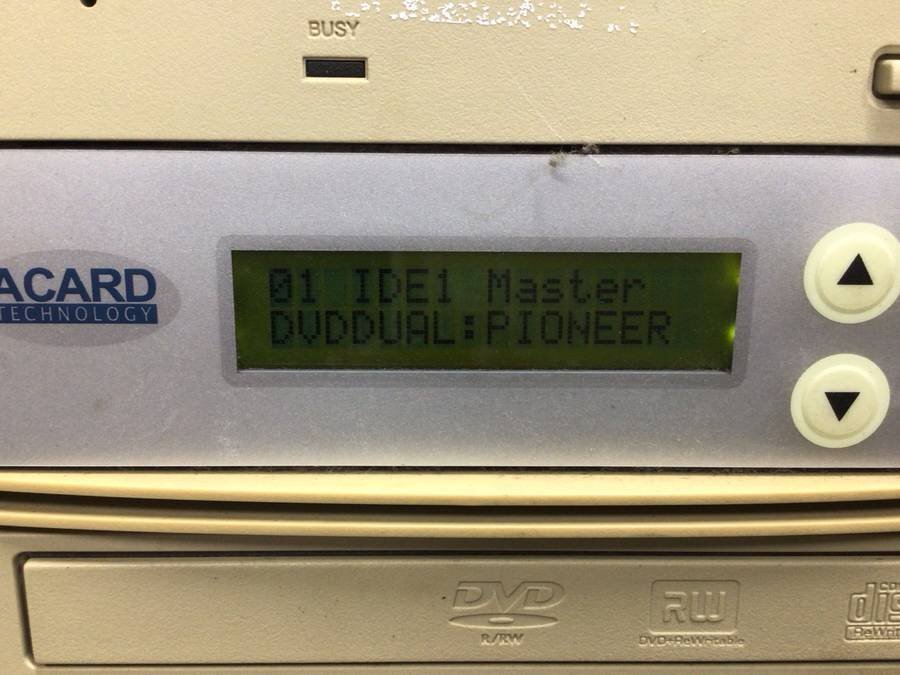 BUSY
ACARD
TECHNOLOGY
01 IDE1 Master
DVDDUAL:PIONEER
DVD
R/RW
RW
DVD+ReWritable